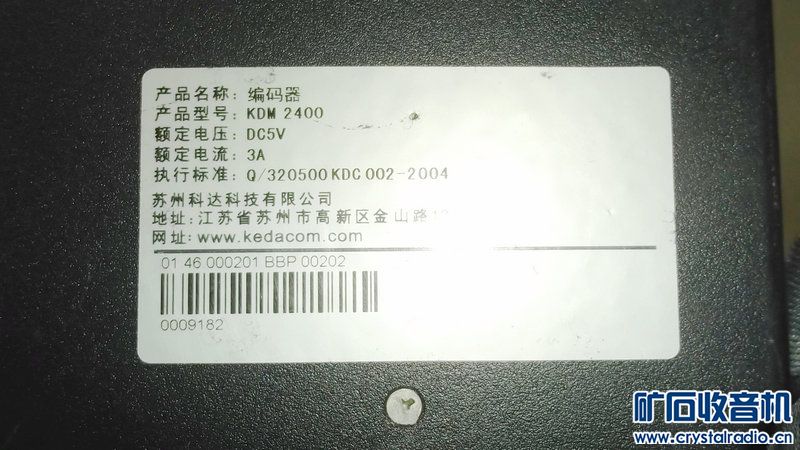 产品名称：编码器
产品型号：KDM 2400
额定电压：DC5V
额定电流：3A
执行标准：Q/320500 KDC 002-2004
苏州科达科技有限公司
地址：江苏省苏州市高新区金山路
网址：www.kedacom.com
01 46 000201 BBP 00202
0009182
矿石收音机
www.crystalradio.cn